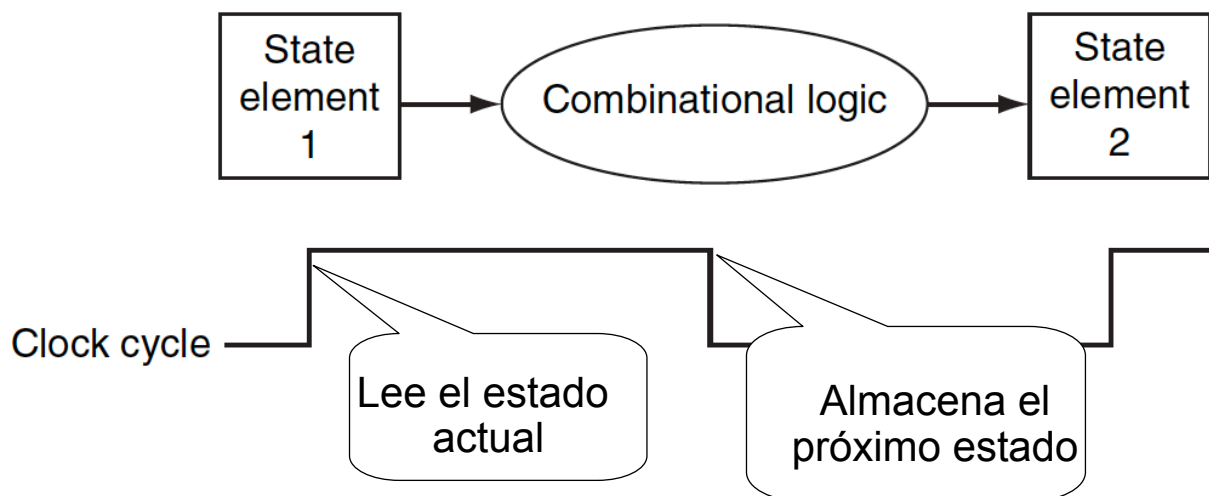 State
element
1
Combinational logic
State
element
2
Clock cycle
Lee el estado
actual
Almacena el
próximo estado